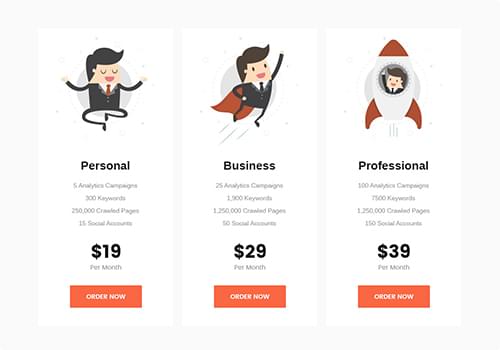 Personal
5 Analytics Campaigns
300 Keywords
250,000 Crawled Pages
15 Social Accounts
$19
Per Month
ORDER NOW
Business
25 Analytics Campaigns
1,900 Keywords
1,250,000 Crawled Pages
50 Social Accounts
$29
Per Month
ORDER NOW
Professional
100 Analytics Campaigns
7500 Keywords
1,250,000 Crawled Pages
150 Social Accounts
$39
Per Month
ORDER NOW